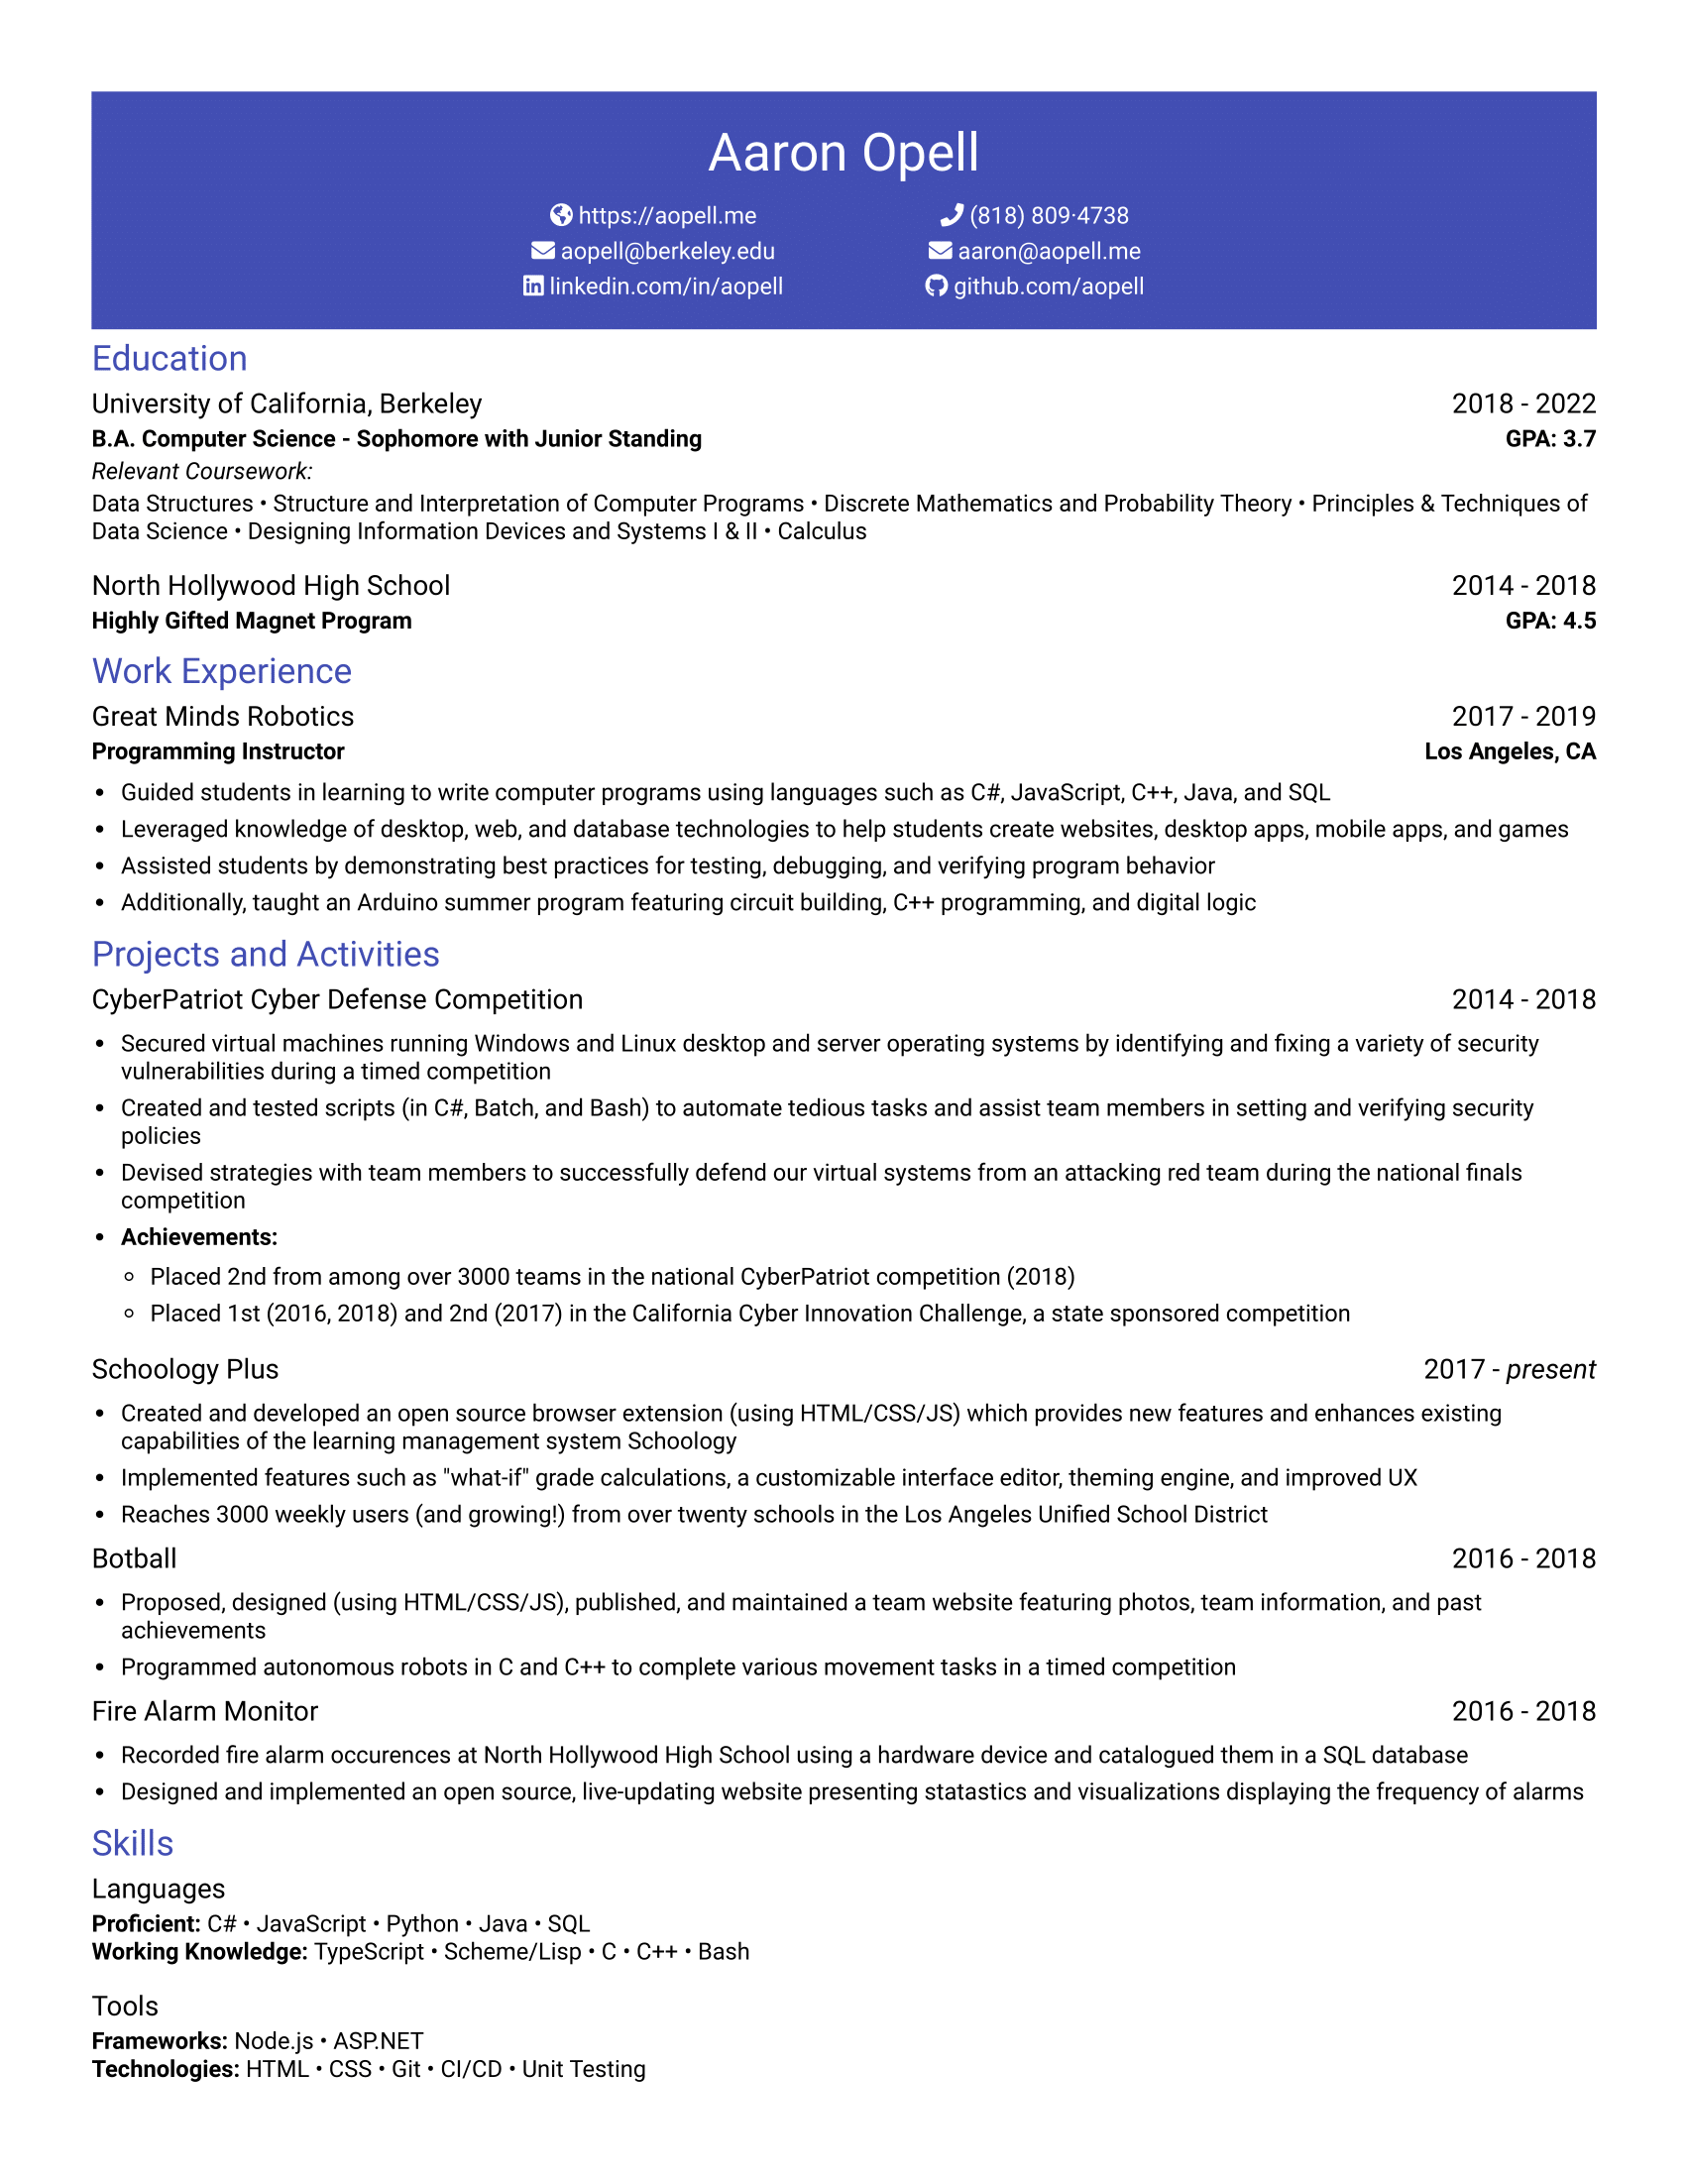 Aaron Opell
https://aopell.me (818) 809·4738
aopell@berkeley.edu aaron@aopell.me
linkedin.com/in/aopell github.com/aopell
Education
University of California, Berkeley 2018 - 2022
B.A. Computer Science - Sophomore with Junior Standing GPA: 3.7
Relevant Coursework:
Data Structures • Structure and Interpretation of Computer Programs • Discrete Mathematics and Probability Theory • Principles & Techniques of
Data Science • Designing Information Devices and Systems I & II • Calculus
North Hollywood High School 2014 - 2018
Highly Gifted Magnet Program GPA: 4.5
Work Experience
Great Minds Robotics 2017 - 2019
Programming Instructor Los Angeles, CA
• Guided students in learning to write computer programs using languages such as C#, JavaScript, C++, Java, and SQL
• Leveraged knowledge of desktop, web, and database technologies to help students create websites, desktop apps, mobile apps, and games
• Assisted students by demonstrating best practices for testing, debugging, and verifying program behavior
• Additionally, taught an Arduino summer program featuring circuit building, C++ programming, and digital logic
Projects and Activities
CyberPatriot Cyber Defense Competition 2014 - 2018
• Secured virtual machines running Windows and Linux desktop and server operating systems by identifying and fixing a variety of security
vulnerabilities during a timed competition
• Created and tested scripts (in C#, Batch, and Bash) to automate tedious tasks and assist team members in setting and verifying security
policies
• Devised strategies with team members to successfully defend our virtual systems from an attacking red team during the national finals
competition
• Achievements:
◦ Placed 2nd from among over 3000 teams in the national CyberPatriot competition (2018)
◦ Placed 1st (2016, 2018) and 2nd (2017) in the California Cyber Innovation Challenge, a state sponsored competition
Schoology Plus 2017 - present
• Created and developed an open source browser extension (using HTML/CSS/JS) which provides new features and enhances existing
capabilities of the learning management system Schoology
• Implemented features such as "what-if" grade calculations, a customizable interface editor, theming engine, and improved UX
• Reaches 3000 weekly users (and growing!) from over twenty schools in the Los Angeles Unified School District
Botball 2016 - 2018
• Proposed, designed (using HTML/CSS/JS), published, and maintained a team website featuring photos, team information, and past
achievements
• Programmed autonomous robots in C and C++ to complete various movement tasks in a timed competition
Fire Alarm Monitor 2016 - 2018
• Recorded fire alarm occurences at North Hollywood High School using a hardware device and catalogued them in a SQL database
• Designed and implemented an open source, live-updating website presenting statastics and visualizations displaying the frequency of alarms
Skills
Languages
Proficient: C# • JavaScript • Python • Java • SQL
Working Knowledge: TypeScript • Scheme/Lisp • C • C++ • Bash
Tools
Frameworks: Node.js • ASP.NET
Technologies: HTML • CSS • Git • CI/CD • Unit Testing